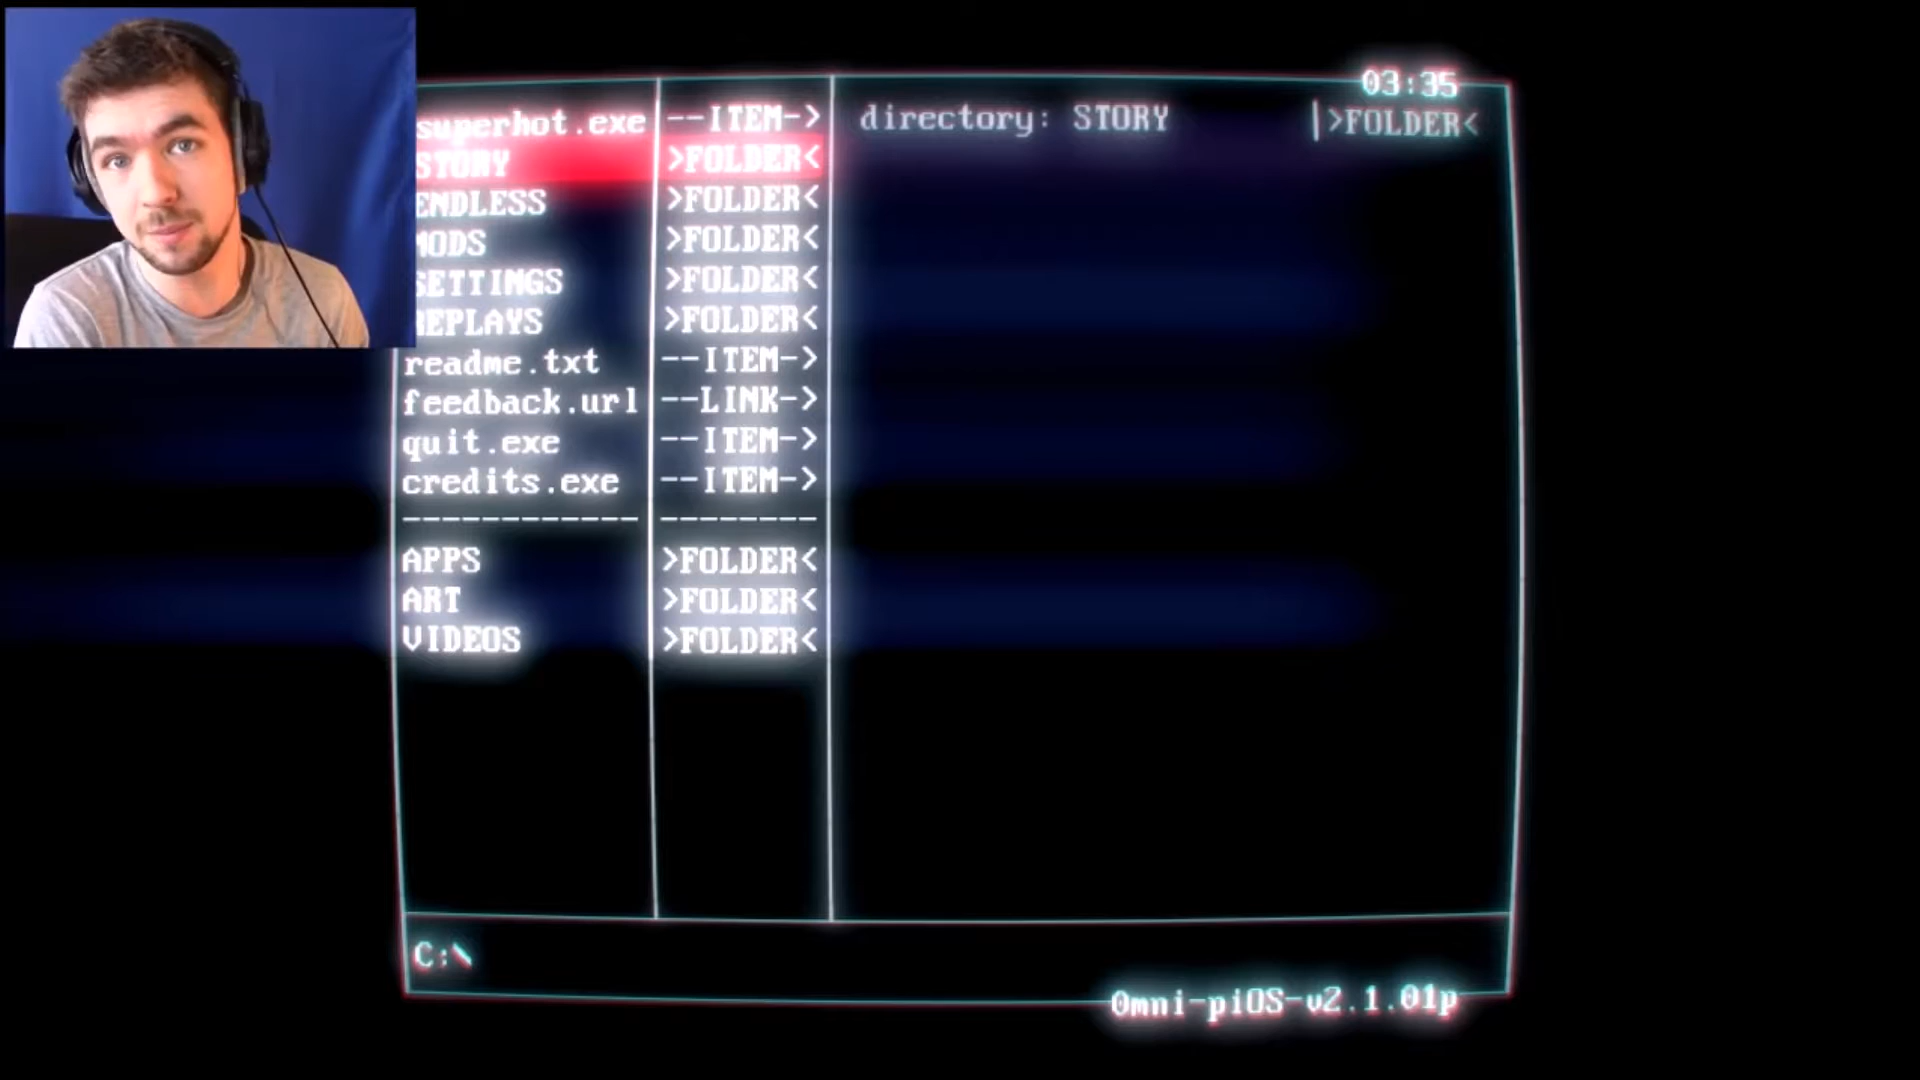 03:35
superhot.exe --ITEM-> directory: STORY |>FOLDER<
STORY >FOLDER<
ENDLESS >FOLDER<
MODS >FOLDER<
SETTINGS >FOLDER<
REPLAYS >FOLDER<
readme.txt --ITEM->
feedback.url --LINK->
quit.exe --ITEM->
credits.exe --ITEM->
------------ --------
APPS >FOLDER<
ART >FOLDER<
VIDEOS >FOLDER<
C:\
Omni-piOS-v2.1.01p